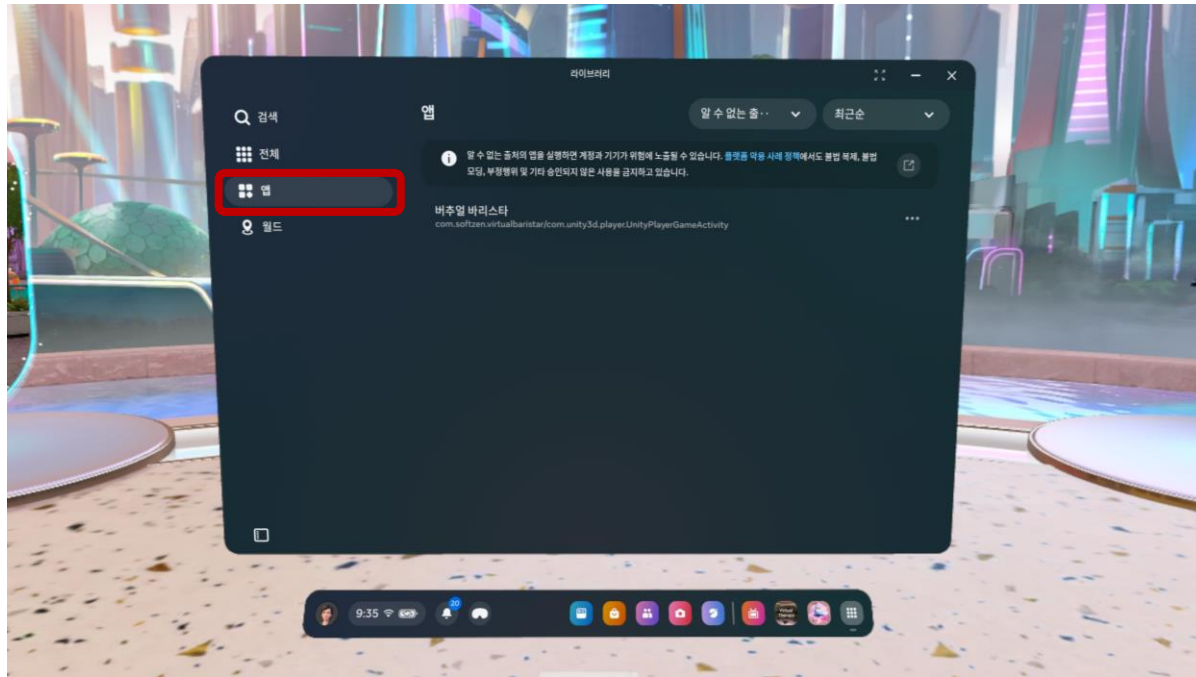 라이브러리
검색
전체
앱
월드
앱
알 수 없는 출··
최근순
알 수 없는 출처의 앱을 실행하면 계정과 기기가 위험에 노출될 수 있습니다. 플랫폼 악용 사례 정책에서도 불법 복제, 불법
모딩, 부정행위 및 기타 승인되지 않은 사용을 금지하고 있습니다.
버추얼 바리스타
com.softzen.virtualbaristar/com.unity3d.player.UnityPlayerGameActivity
9:35
20